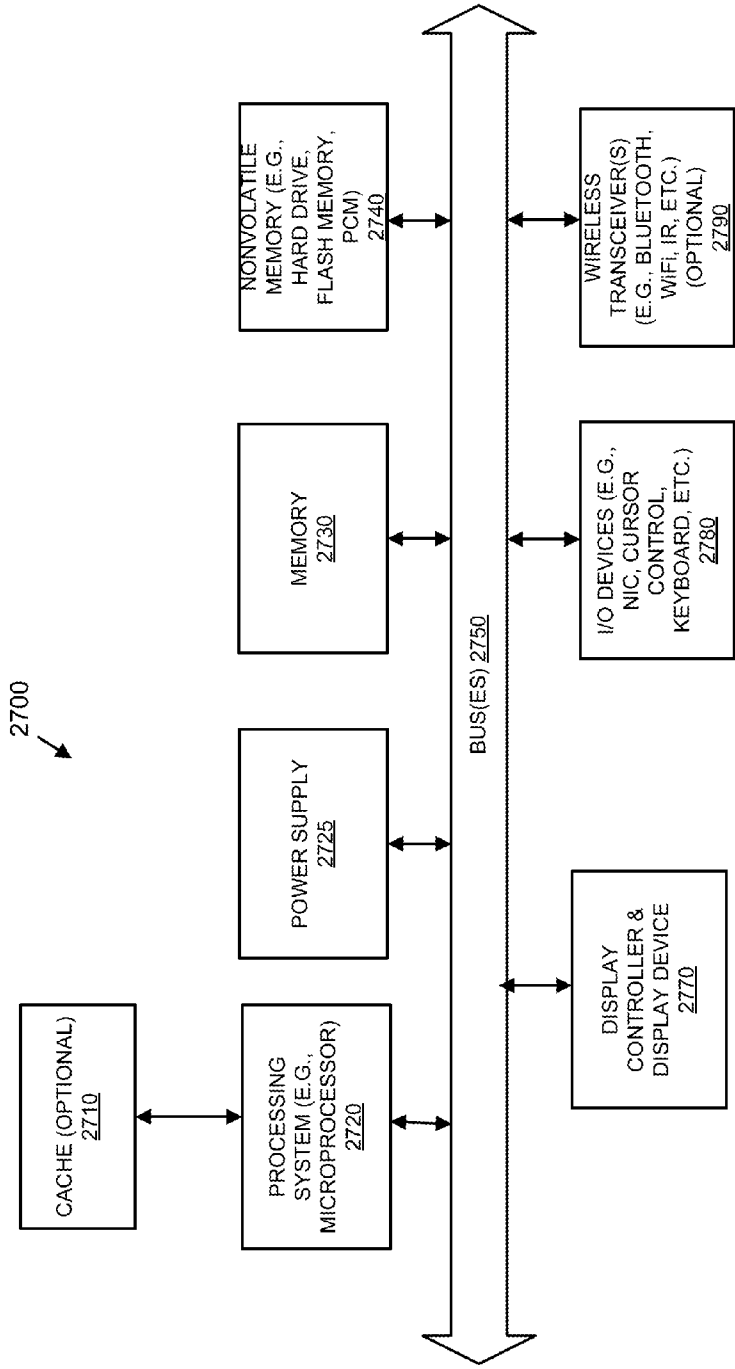 2700
CACHE (OPTIONAL)
2710
PROCESSING
SYSTEM (E.G.,
MICROPROCESSOR)
2720
POWER SUPPLY
2725
MEMORY
2730
NONVOLATILE
MEMORY (E.G.,
HARD DRIVE,
FLASH MEMORY,
PCM)
2740
BUS(ES) 2750
DISPLAY
CONTROLLER &
DISPLAY DEVICE
2770
I/O DEVICES (E.G.,
NIC, CURSOR
CONTROL,
KEYBOARD, ETC.)
2780
WIRELESS
TRANSCEIVER(S)
(E.G., BLUETOOTH,
WiFi, IR, ETC.)
(OPTIONAL)
2790